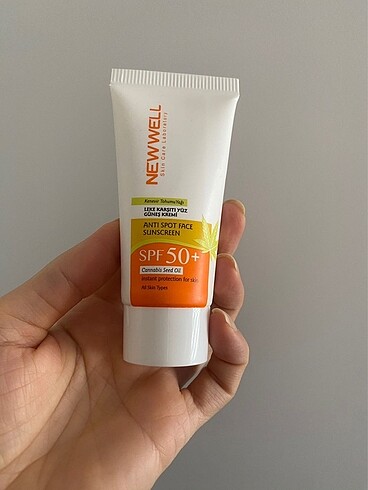 NEWWELL
Skin Care Laboratory
Kenevir Tohumu Yağı
LEKE KARŞITI YÜZ
GÜNEŞ KREMİ
ANTI SPOT FACE
SUNSCREEN
SPF 50+
Cannabis Seed Oil
Instant protection for skin
All Skin Types